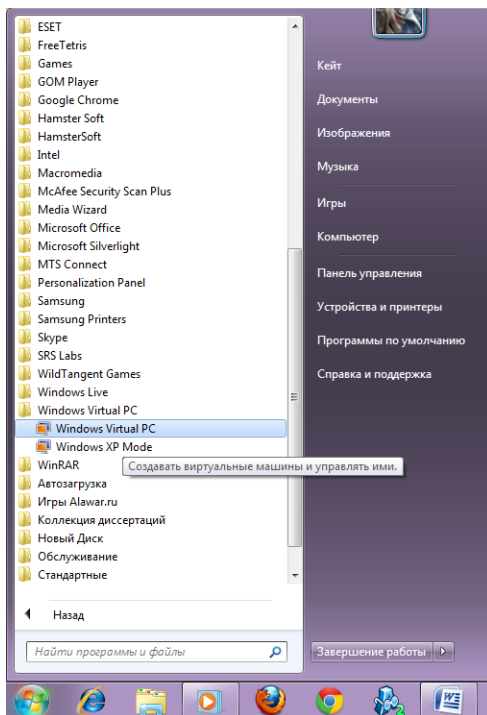 ESET
FreeTetris
Games
GOM Player
Google Chrome
Hamster Soft
HamsterSoft
Intel
Macromedia
McAfee Security Scan Plus
Media Wizard
Microsoft Office
Microsoft Silverlight
MTS Connect
Personalization Panel
Samsung
Samsung Printers
Skype
SRS Labs
WildTangent Games
Windows Live
Windows Virtual PC
Windows Virtual PC
Windows XP Mode
WinRAR
Создавать виртуальные машины и управлять ими.
Автозагрузка
Игры Alawar.ru
Коллекция диссертаций
Новый Диск
Обслуживание
Стандартные
Назад
Найти программы и файлы
Кейт
Документы
Изображения
Музыка
Игры
Компьютер
Панель управления
Устройства и принтеры
Программы по умолчанию
Справка и поддержка
Завершение работы